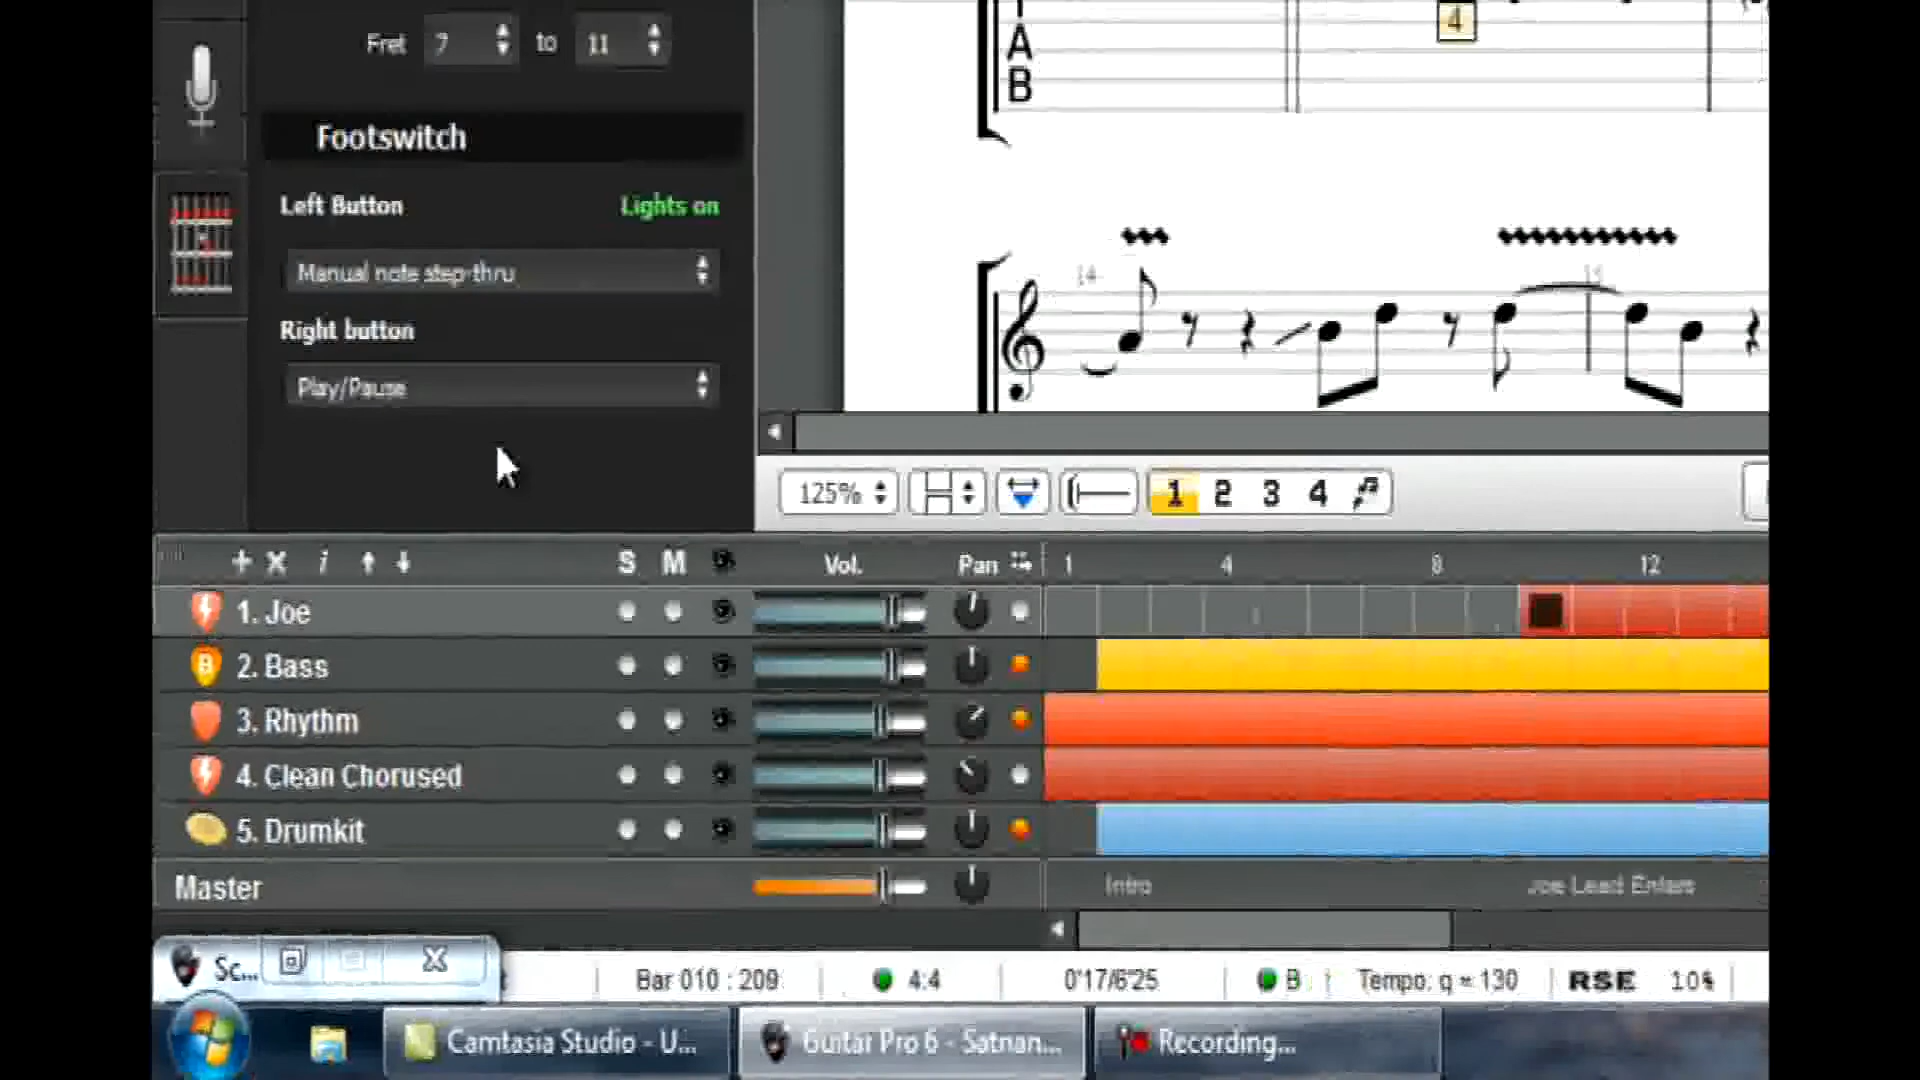 Fret 7 to 11
Footswitch
Left Button Lights on
Manual note step-thru
Right button
Play/Pause
4
A
B
14 15
125% 1 2 3 4
S M Vol. Pan 1 4 8 12
1. Joe
2. Bass
3. Rhythm
4. Clean Chorused
5. Drumkit
Master Intro Joe Lead Enters
Sc... Bar 010 : 209 4:4 0'17/6'25 B Tempo: q = 130 RSE 10%
Camtasia Studio - U... Guitar Pro 6 - Satnan... Recording...